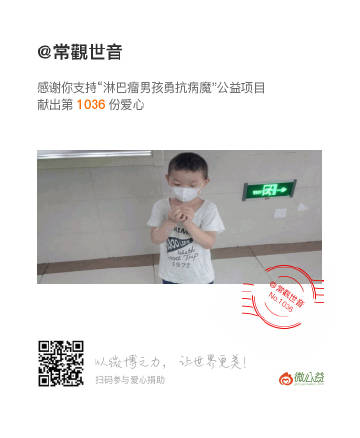 @常觀世音
感谢你支持“淋巴瘤男孩勇抗病魔”公益项目
献出第 1036 份爱心
@常觀世音
No.1036
以微博之力，让世界更美！
扫码参与爱心捐助
微公益